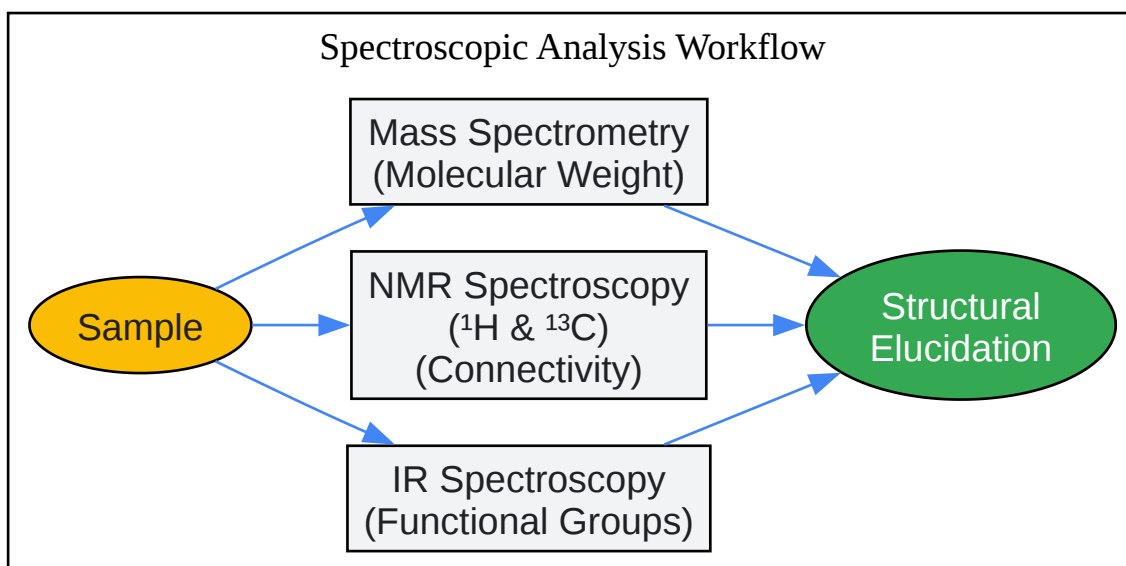 Spectroscopic Analysis Workflow
Mass Spectrometry
(Molecular Weight)
Sample
NMR Spectroscopy
(¹H & ¹³C)
(Connectivity)
Structural
Elucidation
IR Spectroscopy
(Functional Groups)